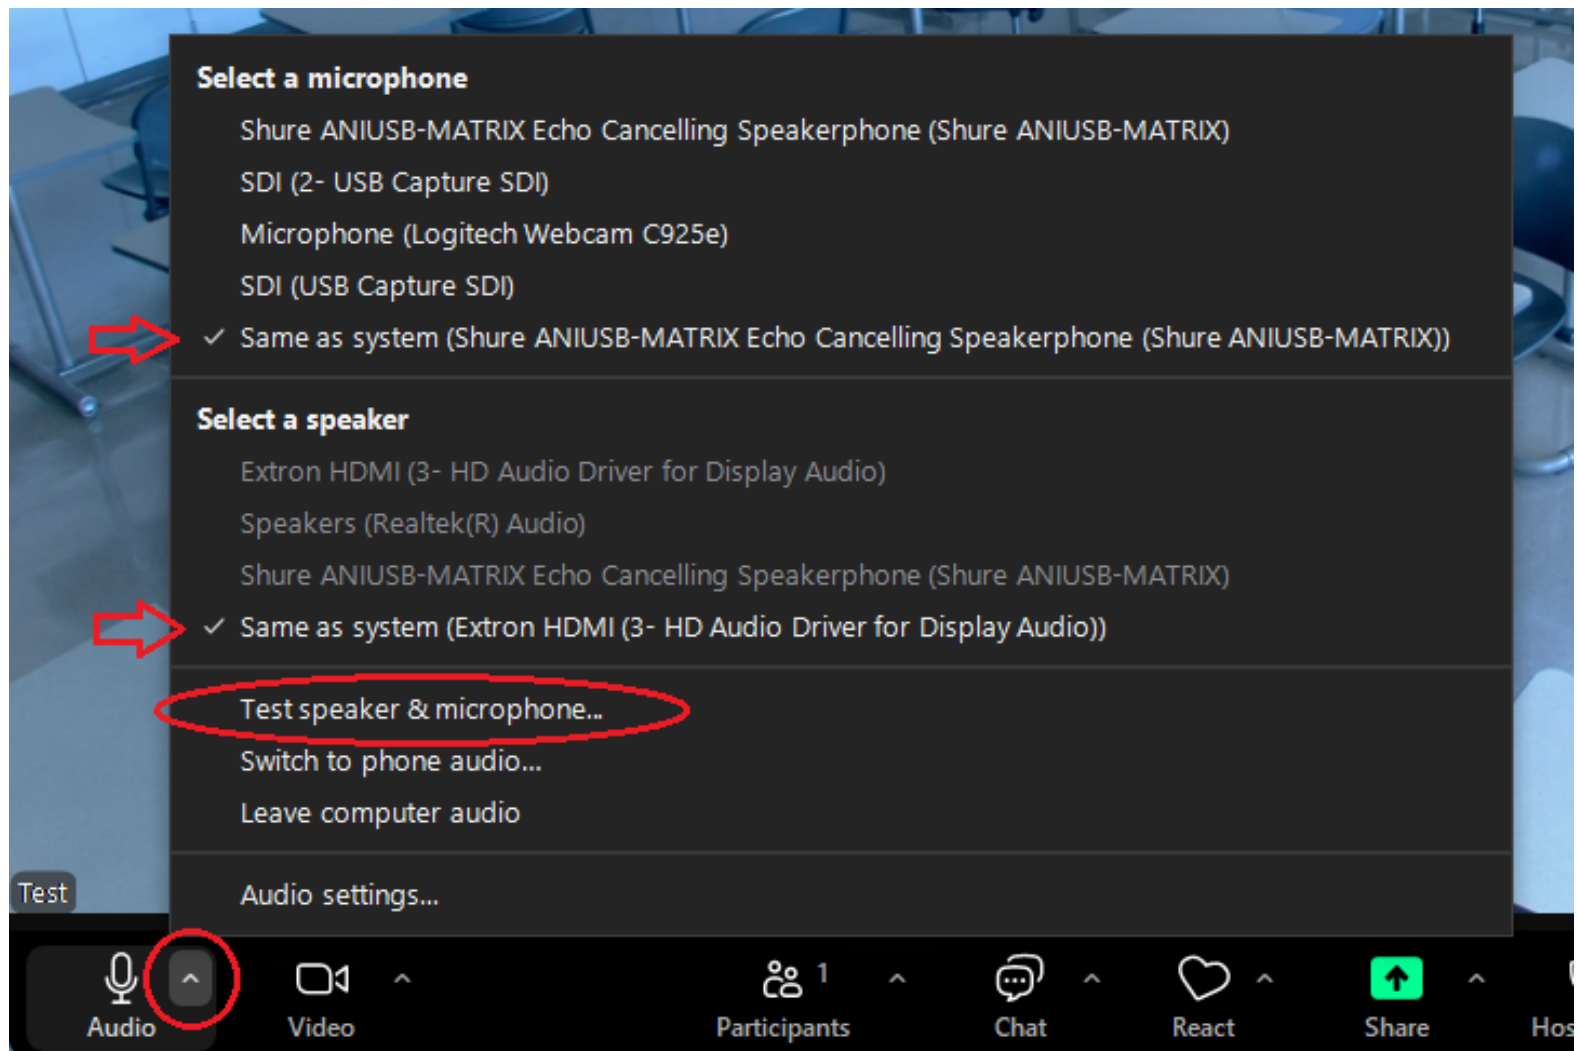 Select a microphone
Shure ANIUSB-MATRIX Echo Cancelling Speakerphone (Shure ANIUSB-MATRIX)
SDI (2- USB Capture SDI)
Microphone (Logitech Webcam C925e)
SDI (USB Capture SDI)
Same as system (Shure ANIUSB-MATRIX Echo Cancelling Speakerphone (Shure ANIUSB-MATRIX))
Select a speaker
Extron HDMI (3- HD Audio Driver for Display Audio)
Speakers (Realtek(R) Audio)
Shure ANIUSB-MATRIX Echo Cancelling Speakerphone (Shure ANIUSB-MATRIX)
Same as system (Extron HDMI (3- HD Audio Driver for Display Audio))
Test speaker & microphone...
Switch to phone audio...
Leave computer audio
Test
Audio settings...
1
Audio Video Participants Chat React Share